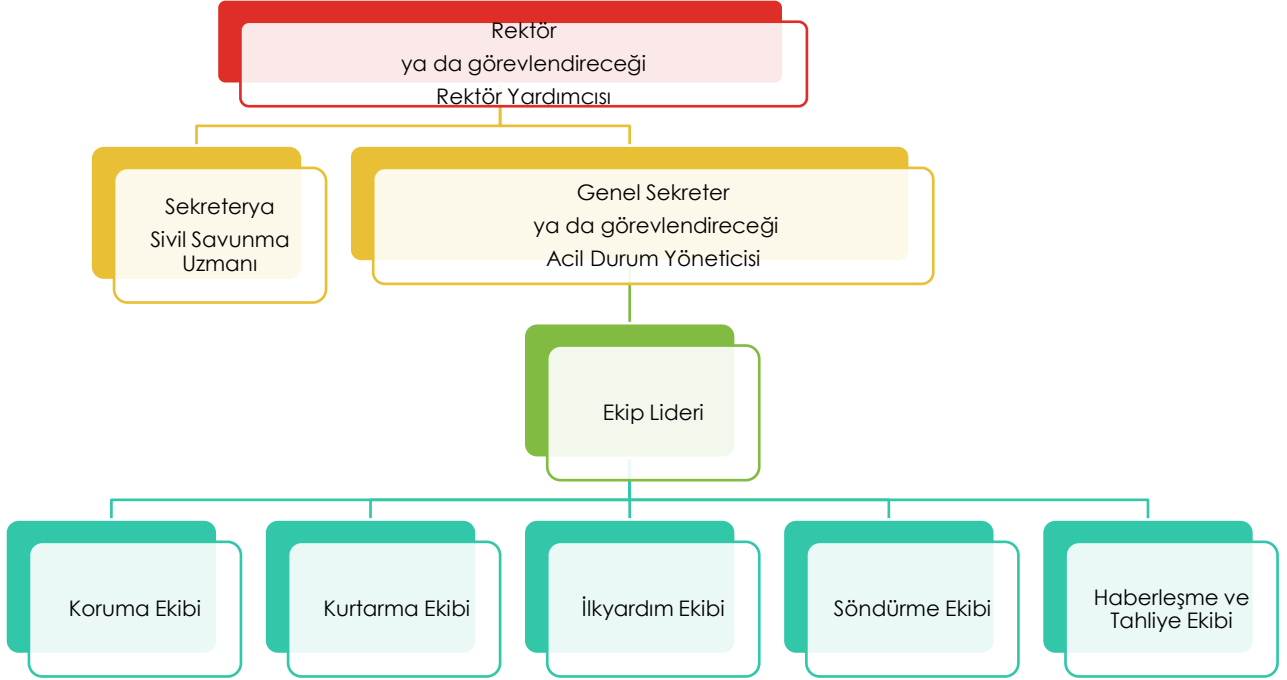 Rektör
ya da görevlendireceği
Rektör Yardımcısı
Sekreterya
Sivil Savunma
Uzmanı
Genel Sekreter
ya da görevlendireceği
Acil Durum Yöneticisi
Ekip Lideri
Koruma Ekibi
Kurtarma Ekibi
İlkyardım Ekibi
Söndürme Ekibi
Haberleşme ve
Tahliye Ekibi